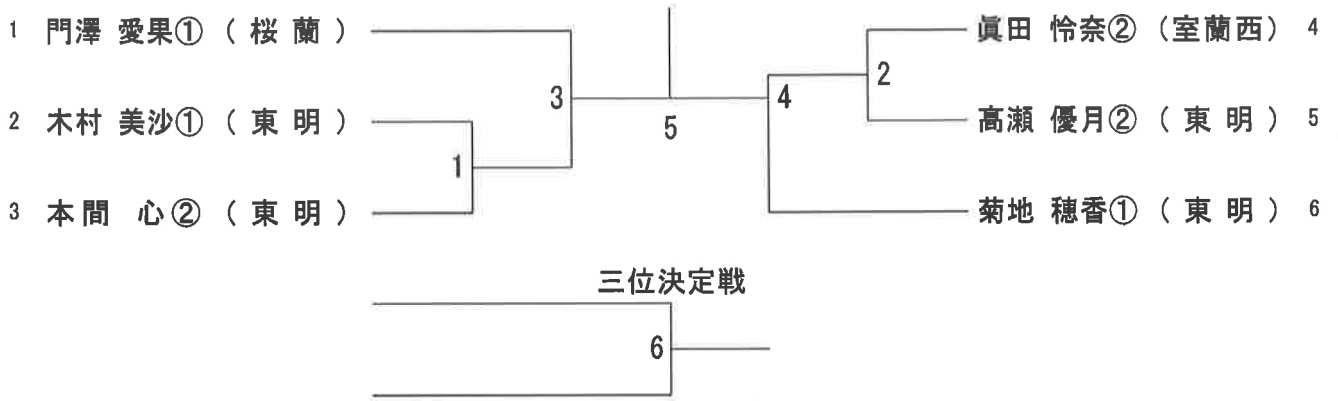 1 門澤 愛果① ( 桜 蘭 )
眞田 怜奈② (室蘭西) 4
2
3
4
2 木村 美沙① ( 東 明 )
髙瀬 優月② ( 東 明 ) 5
5
1
3 本間 心② ( 東 明 )
菊地 穂香① ( 東 明 ) 6
三位決定戦
6